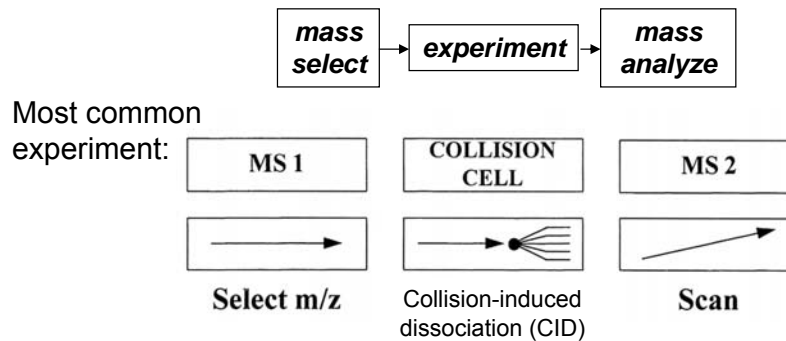 mass
select
experiment
mass
analyze
Most common
experiment:
MS 1
COLLISION
CELL
MS 2
Select m/z
Collision-induced
dissociation (CID)
Scan